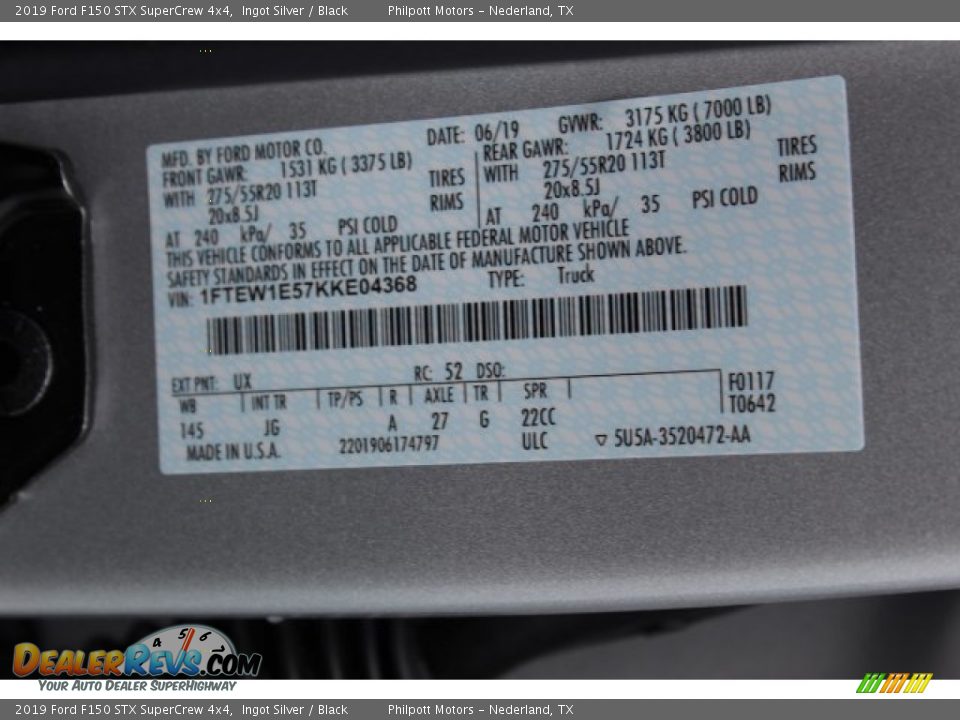 2019 Ford F150 STX SuperCrew 4x4, Ingot Silver / Black Philpott Motors – Nederland, TX
MFD. BY FORD MOTOR CO. DATE: 06/19 GVWR: 3175 KG ( 7000 LB)
FRONT GAWR: 1531 KG ( 3375 LB) REAR GAWR: 1724 KG ( 3800 LB)
WITH 275/55R20 113T TIRES WITH 275/55R20 113T TIRES
20x8.5J RIMS 20x8.5J RIMS
AT 240 kPa/ 35 PSI COLD AT 240 kPa/ 35 PSI COLD
THIS VEHICLE CONFORMS TO ALL APPLICABLE FEDERAL MOTOR VEHICLE
SAFETY STANDARDS IN EFFECT ON THE DATE OF MANUFACTURE SHOWN ABOVE.
VIN: 1FTEW1E57KKE04368 TYPE: Truck
EXT PNT: UX RC: 52 DSO:
WB INT TR TP/PS R AXLE TR SPR F0117
T0642
145 JG A 27 G 22CC
MADE IN U.S.A. 2201906174797 ULC ▽ 5U5A-3520472-AA
4 5 6
DEALERREVS.COM
YOUR AUTO DEALER SUPERHIGHWAY
2019 Ford F150 STX SuperCrew 4x4, Ingot Silver / Black Philpott Motors – Nederland, TX